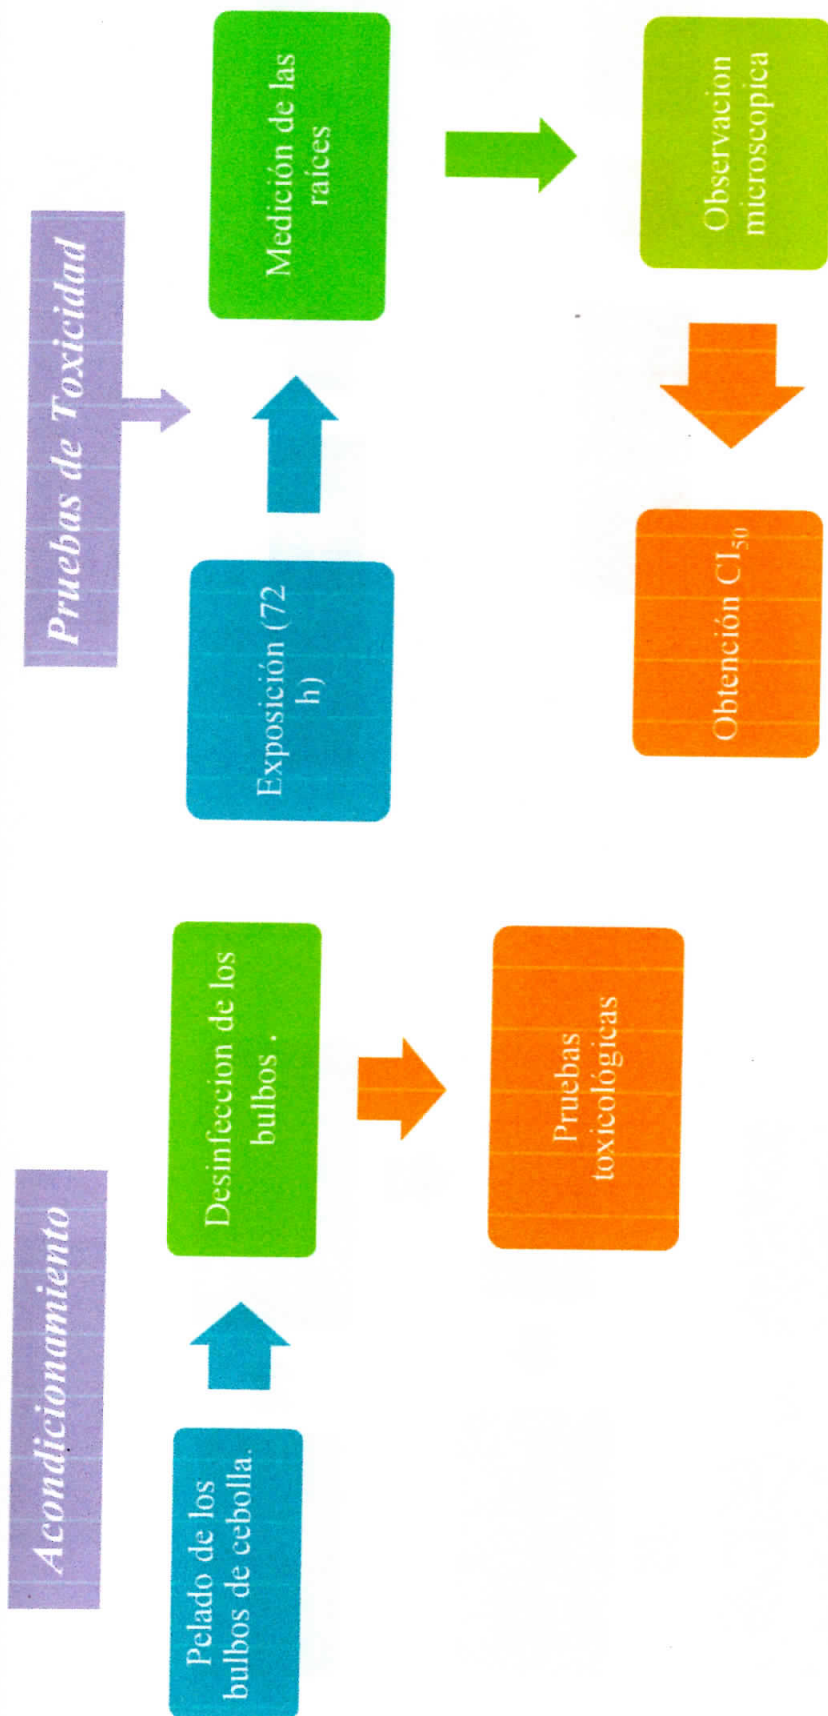 Acondicionamiento
Pelado de los
bulbos de cebolla.
Desinfeccion de los
bulbos .
Pruebas
toxicológicas
Pruebas de Toxicidad
Exposición (72
h)
Medición de las
raíces
Observacion
microscopica
Obtención CI₅₀